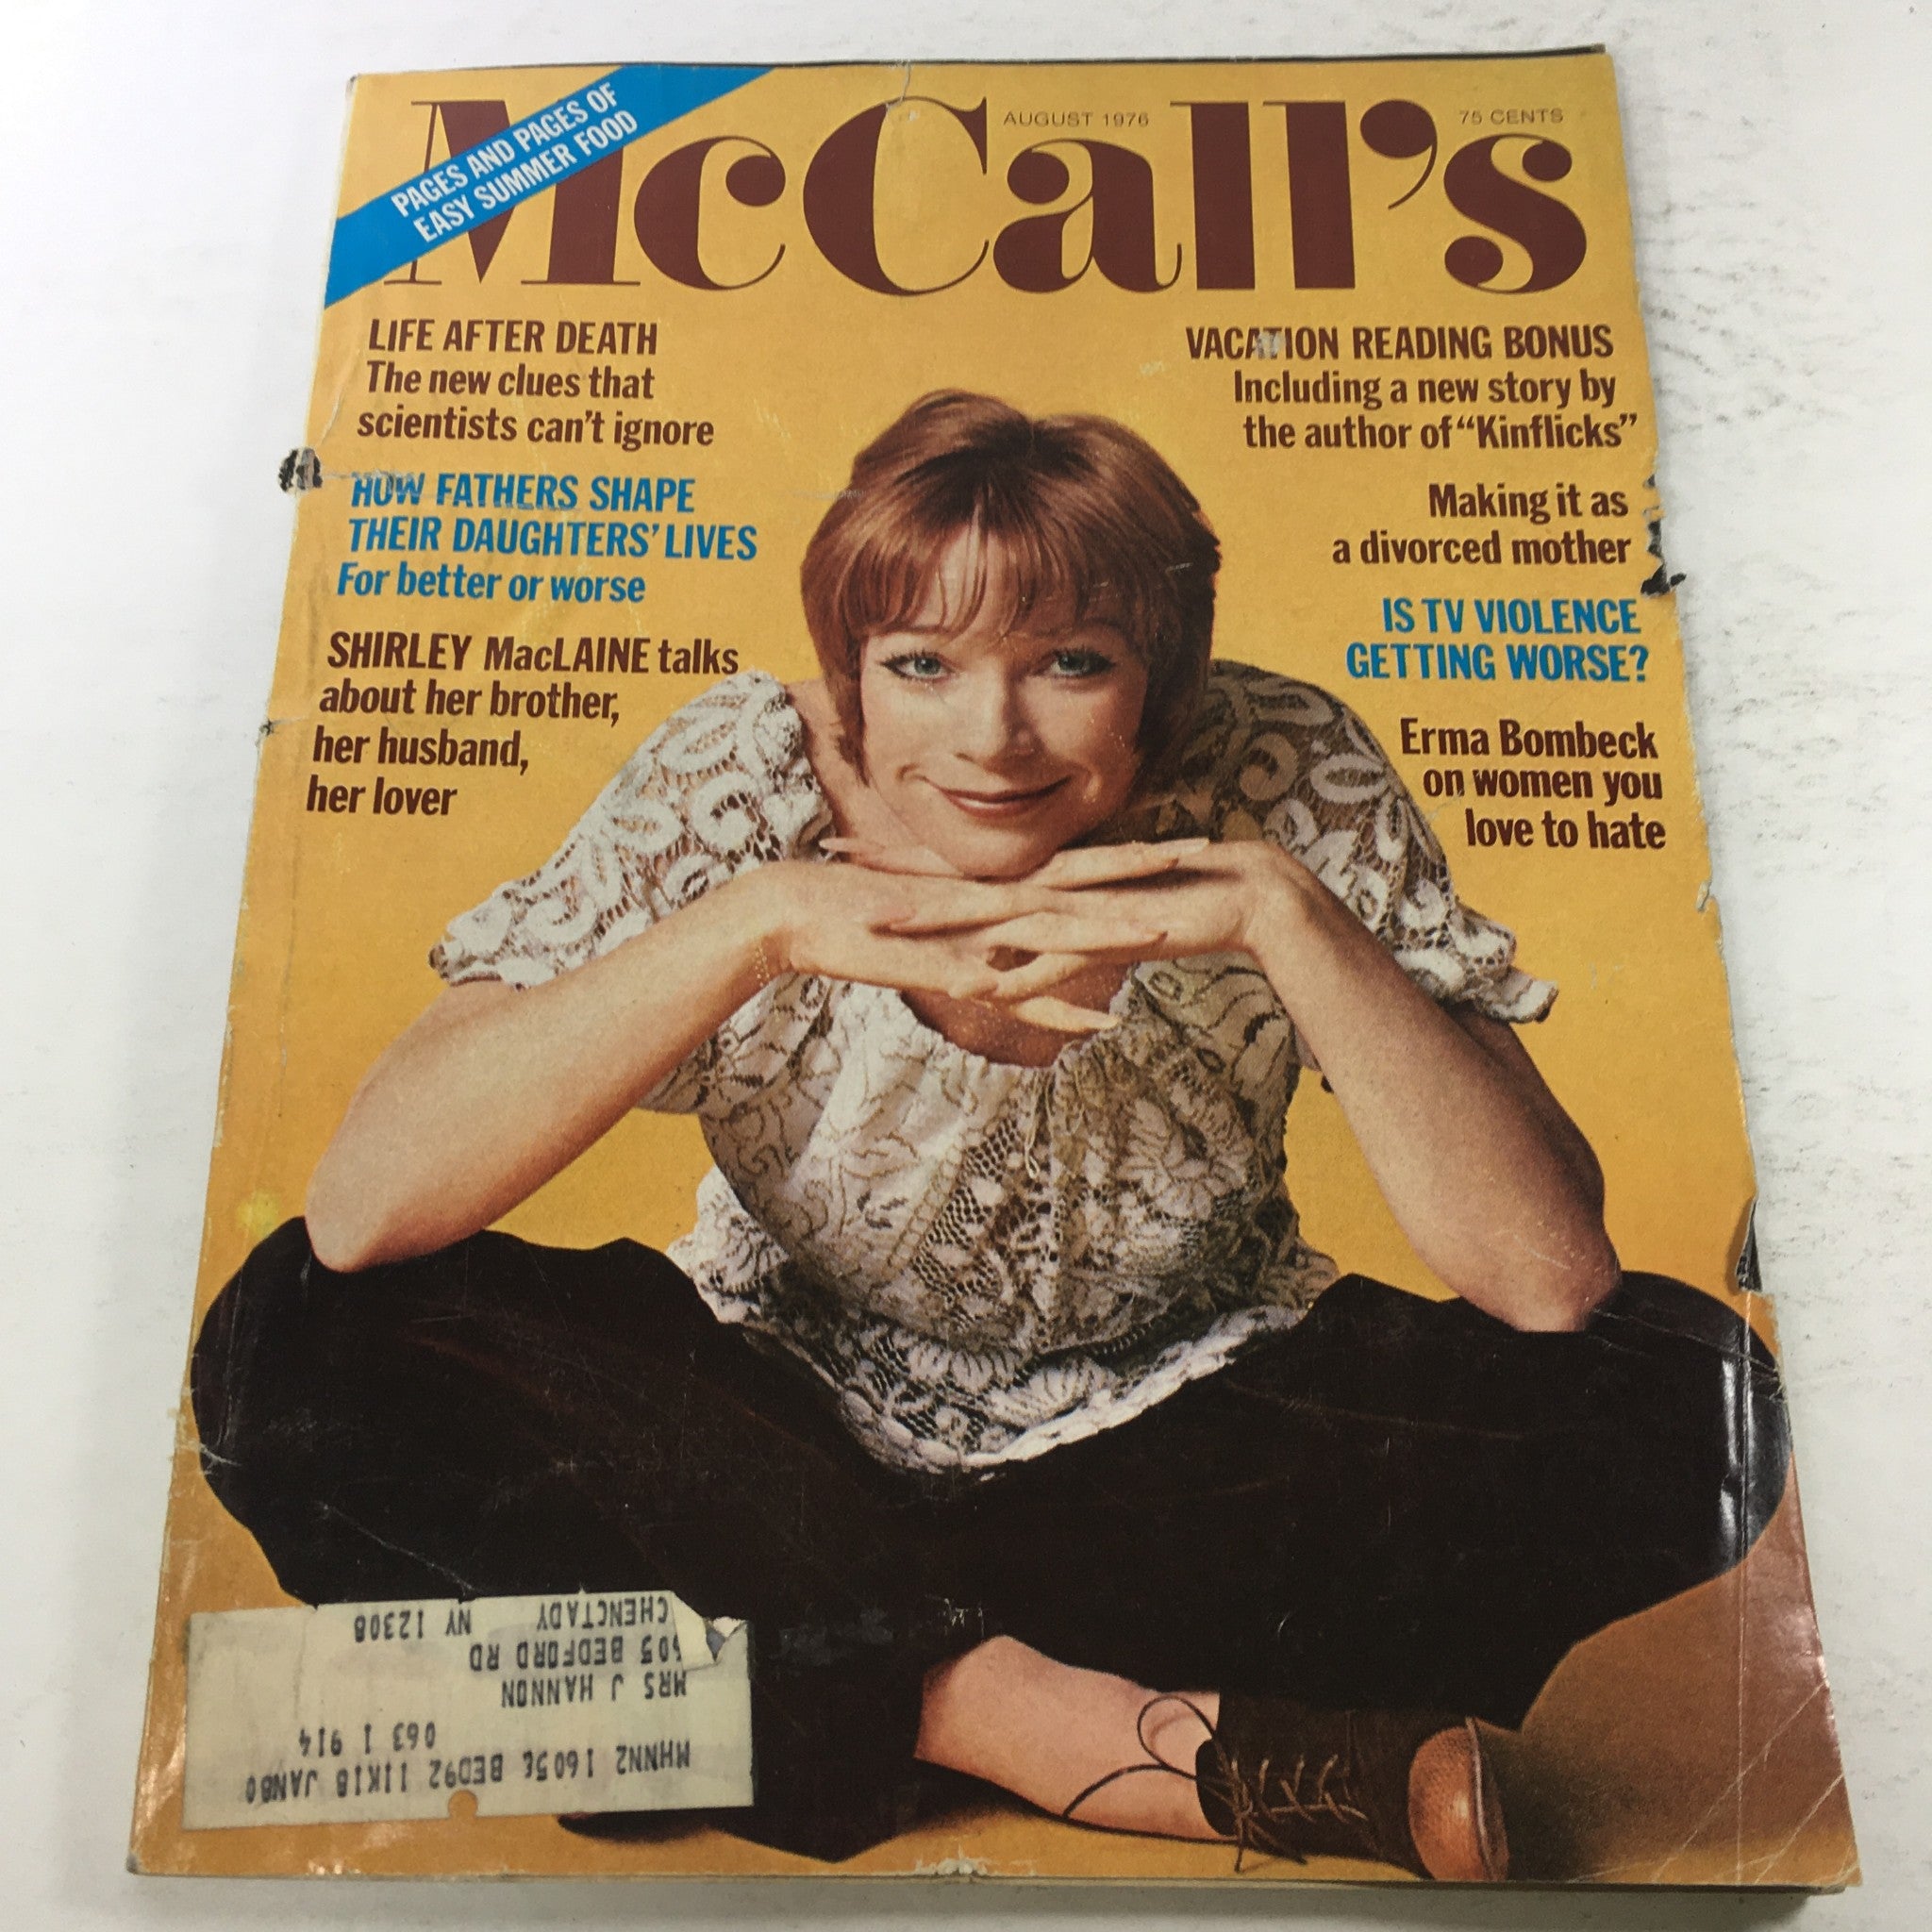 PAGES AND PAGES OF
EASY SUMMER FOOD
McCall's
AUGUST 1976
75 CENTS
LIFE AFTER DEATH
The new clues that
scientists can't ignore
HOW FATHERS SHAPE
THEIR DAUGHTERS' LIVES
For better or worse
SHIRLEY MacLAINE talks
about her brother,
her husband,
her lover
VACATION READING BONUS
Including a new story by
the author of "Kinflicks"
Making it as
a divorced mother
IS TV VIOLENCE
GETTING WORSE?
Erma Bombeck
on women you
love to hate
MHNN2 1605E BED92 11K18 JAN80
063 1 914
MRS J HANNON
505 BEDFORD RD
CHENCTADY NY 12308